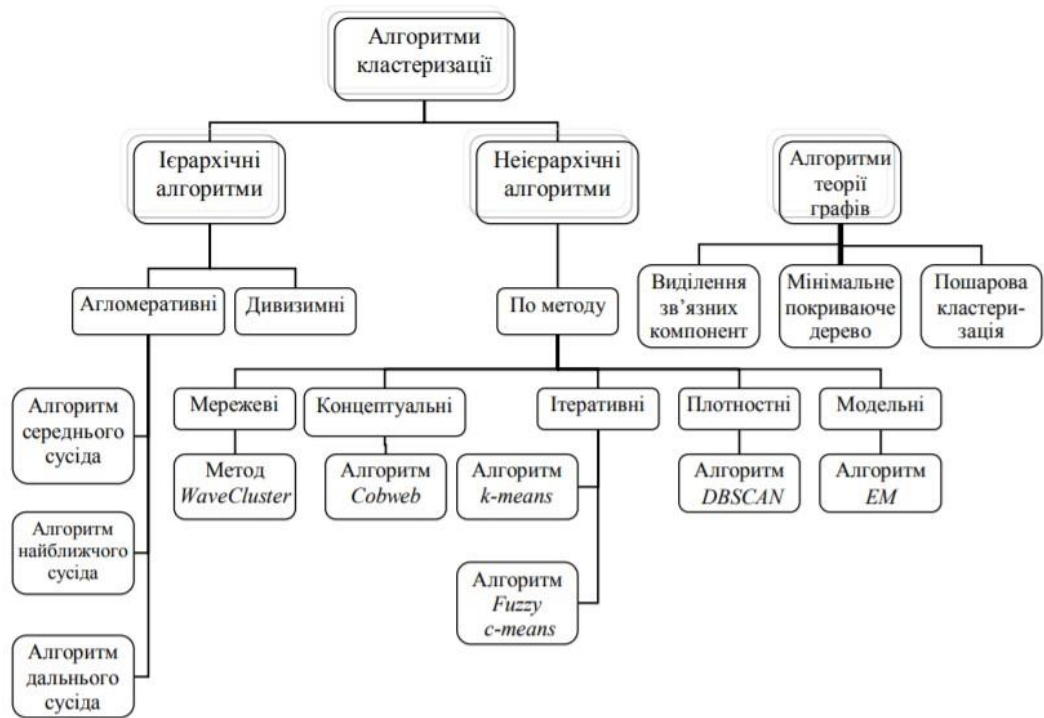 Алгоритми
кластеризації
Ієрархічні
алгоритми
Неієрархічні
алгоритми
Алгоритми
теорії
графів
Агломеративні
Дивизимні
По методу
Виділення
зв’язних
компонент
Мінімальне
покриваюче
дерево
Пошарова
кластери-
зація
Мережеві
Концептуальні
Ітеративні
Плотностні
Модельні
Алгоритм
середнього
сусіда
Метод
WaveCluster
Алгоритм
Cobweb
Алгоритм
k-means
Алгоритм
DBSCAN
Алгоритм
EM
Алгоритм
найближчого
сусіда
Алгоритм
Fuzzy
c-means
Алгоритм
дальнього
сусіда